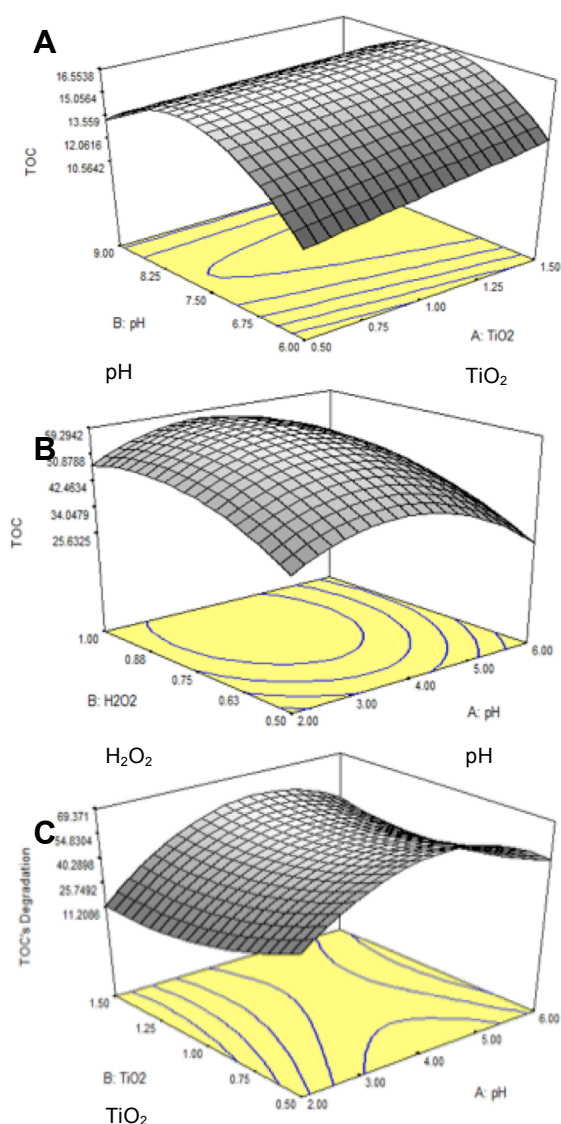 A
16.5538
15.0564
13.559
12.0616
10.5642
TOC
9.00
8.25
7.50
6.75
6.00
0.50
0.75
1.00
1.25
1.50
B: pH
A: TiO2
pH
TiO₂
B
59.2942
50.8788
42.4634
34.0479
25.6325
TOC
1.00
0.88
0.75
0.63
0.50
2.00
3.00
4.00
5.00
6.00
B: H2O2
A: pH
H₂O₂
pH
C
69.371
54.8304
40.2898
25.7492
11.2086
TOC's Degradation
1.50
1.25
1.00
0.75
0.50
2.00
3.00
4.00
5.00
6.00
B: TiO2
A: pH
TiO₂